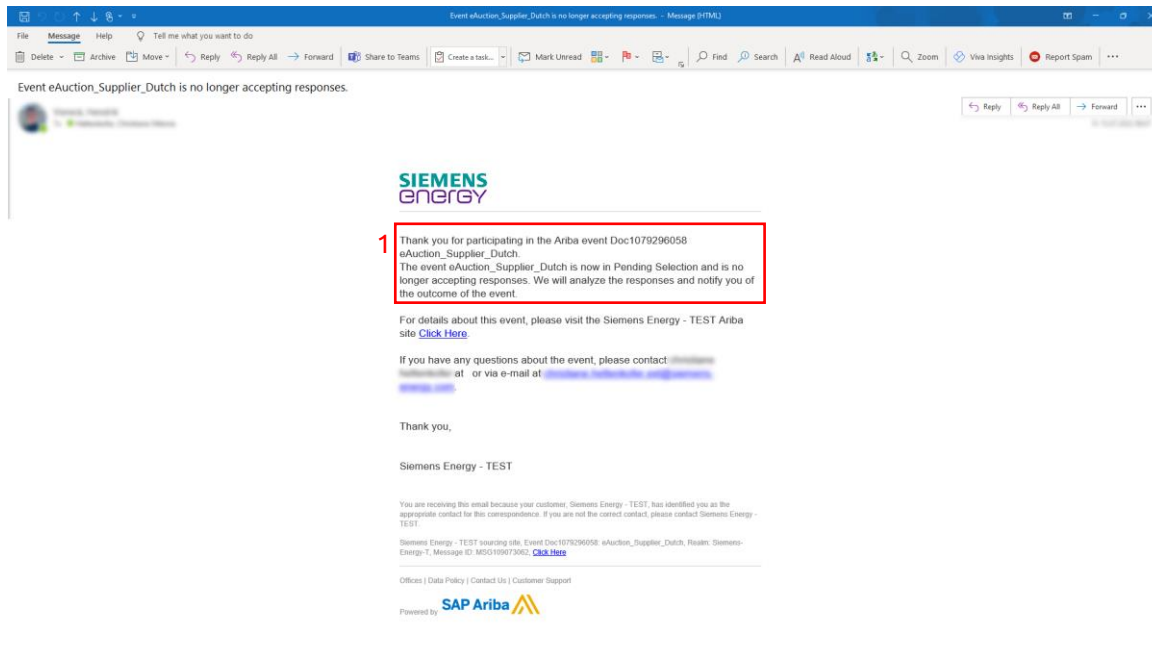 Event eAuction_Supplier_Dutch is no longer accepting responses. - Message (HTML)
File Message Help Tell me what you want to do
Delete Archive Move Reply Reply All Forward Share to Teams Create a task... Mark Unread Find Search Read Aloud Zoom Viva Insights Report Spam ...
Event eAuction_Supplier_Dutch is no longer accepting responses.
Reply Reply All Forward ...
SIEMENS
energy
1
Thank you for participating in the Ariba event Doc1079296058
eAuction_Supplier_Dutch.
The event eAuction_Supplier_Dutch is now in Pending Selection and is no
longer accepting responses. We will analyze the responses and notify you of
the outcome of the event.
For details about this event, please visit the Siemens Energy - TEST Ariba
site Click Here.
If you have any questions about the event, please contact
at or via e-mail at
Thank you,
Siemens Energy - TEST
You are receiving this email because your customer, Siemens Energy - TEST, has identified you as the
appropriate contact for this correspondence. If you are not the correct contact, please contact Siemens Energy -
TEST.
Siemens Energy - TEST sourcing site, Event Doc1079296058: eAuction_Supplier_Dutch, Realm: Siemens-
Energy-T, Message ID: MSG109073062; Click Here
Offices | Data Policy | Contact Us | Customer Support
Powered by SAP Ariba